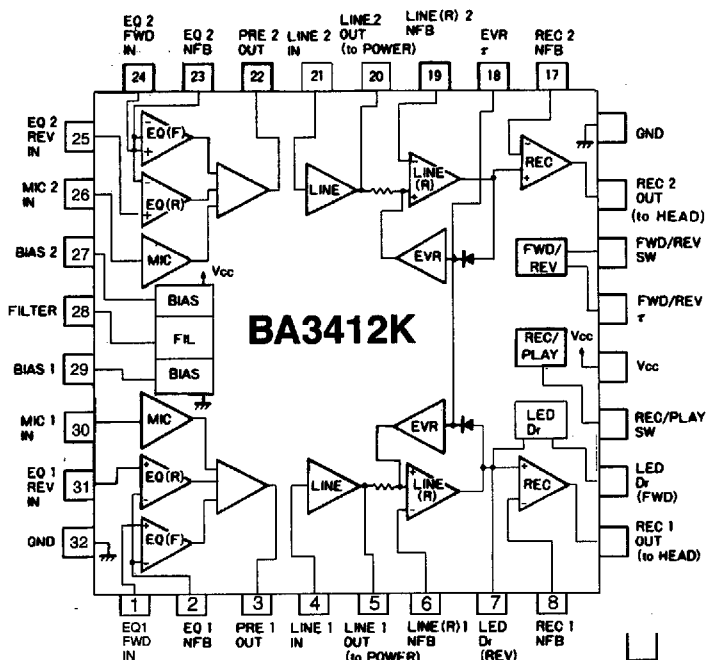 EQ 2
FWD
IN
EQ 2
NFB
PRE 2
OUT
LINE 2
IN
LINE 2
OUT
(to POWER)
LINE(R) 2
NFB
EVR
τ
REC 2
NFB
24
23
22
21
20
19
18
17
EQ 2
REV
IN
25
MIC 2
IN
26
BIAS 2
27
FILTER
28
BIAS 1
29
MIC 1
IN
30
EQ 1
REV
IN
31
GND
32
EQ(F)
EQ(R)
MIC
Vcc
BIAS
FIL
BIAS
MIC
EQ(R)
EQ(F)
LINE
LINE
(R)
REC
EVR
FWD/
REV
BA3412K
REC/
PLAY
Vcc
EVR
LED
Dr
LINE
LINE
(R)
REC
GND
REC 2
OUT
(to HEAD)
FWD/REV
SW
FWD/REV
τ
Vcc
REC/PLAY
SW
LED
Dr
(FWD)
REC 1
OUT
(to HEAD)
1
2
3
4
5
6
7
8
EQ1
FWD
IN
EQ 1
NFB
PRE 1
OUT
LINE 1
IN
LINE 1
OUT
(to POWER)
LINE(R) 1
NFB
LED
Dr
(REV)
REC 1
NFB